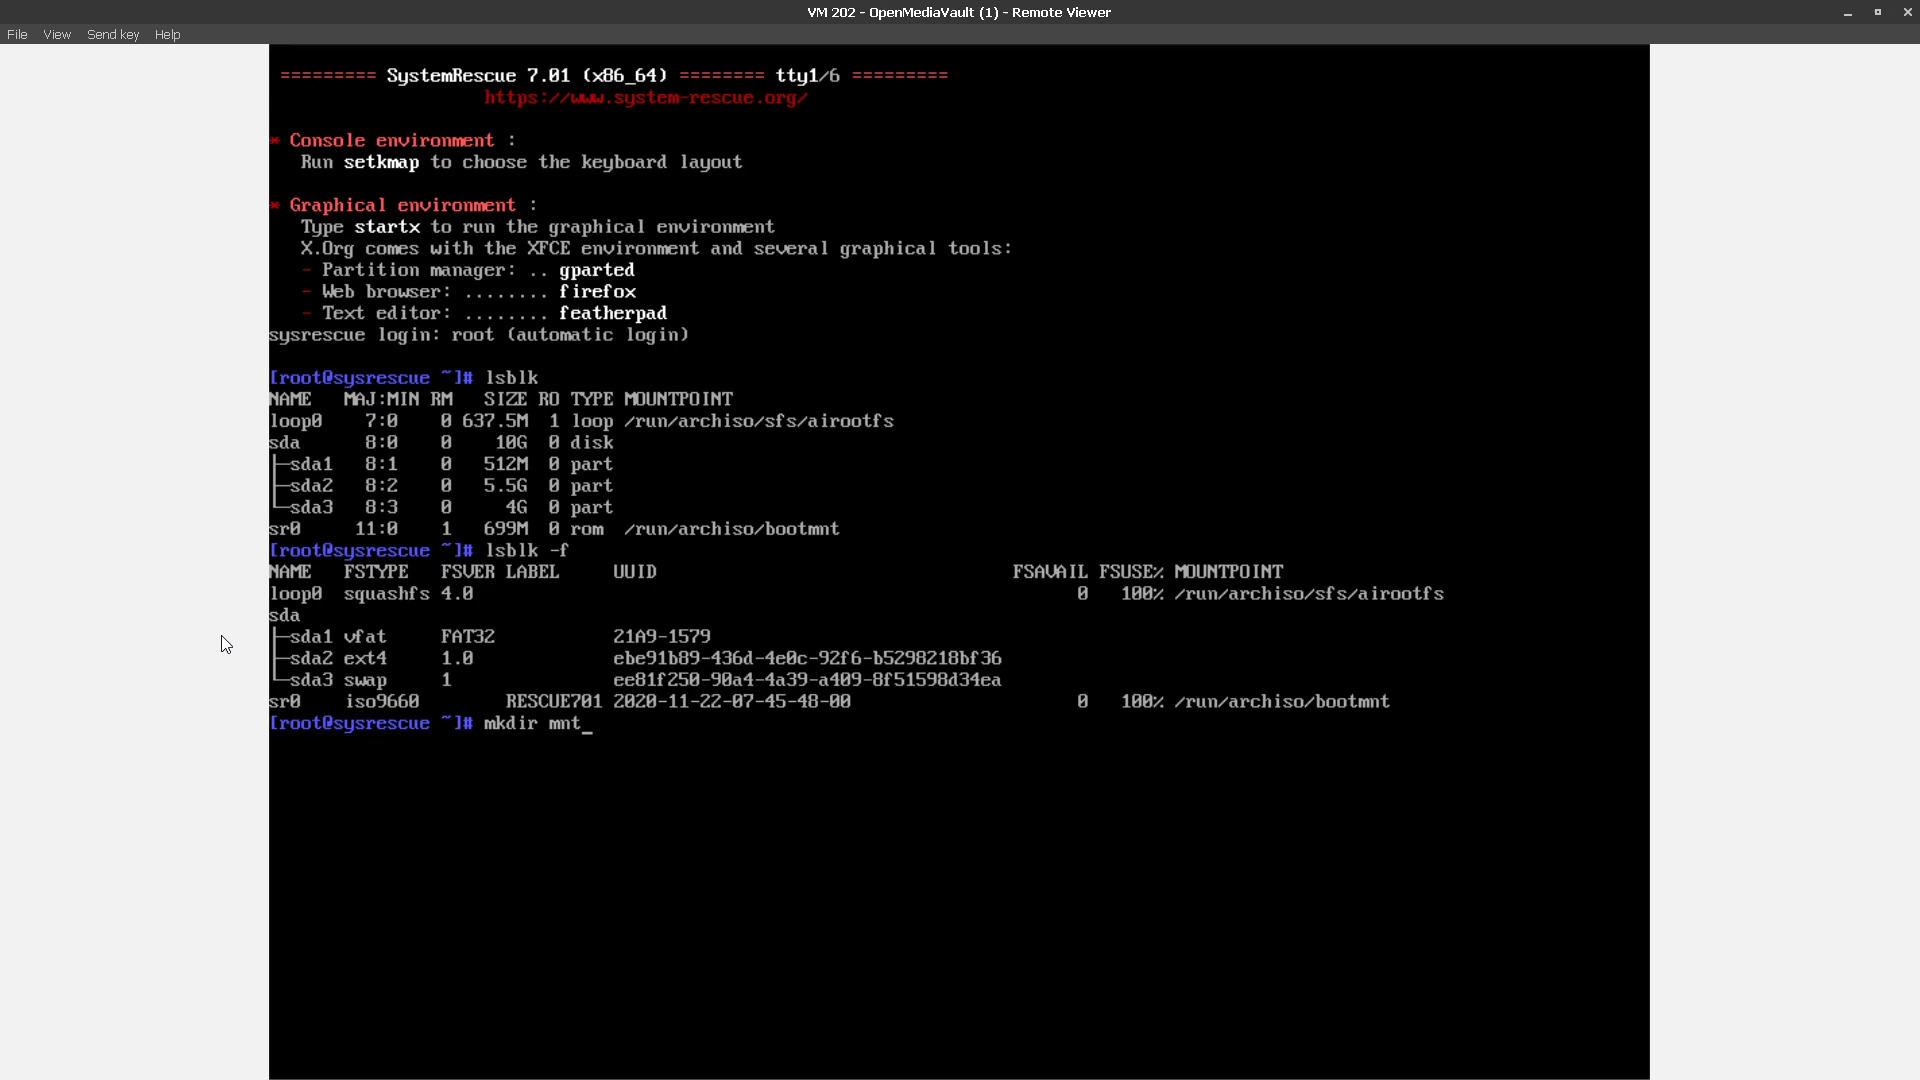 VM 202 - OpenMediaVault (1) - Remote Viewer
File View Send key Help
========= SystemRescue 7.01 (x86_64) ======== tty1/6 =========
https://www.system-rescue.org/
* Console environment :
Run setkmap to choose the keyboard layout
* Graphical environment :
Type startx to run the graphical environment
X.Org comes with the XFCE environment and several graphical tools:
- Partition manager: .. gparted
- Web browser: ........ firefox
- Text editor: ........ featherpad
sysrescue login: root (automatic login)
[root@sysrescue ~]# lsblk
NAME   MAJ:MIN RM   SIZE RO TYPE MOUNTPOINT
loop0    7:0    0 637.5M  1 loop /run/archiso/sfs/airootfs
sda      8:0    0    10G  0 disk
├─sda1   8:1    0   512M  0 part
├─sda2   8:2    0   5.5G  0 part
└─sda3   8:3    0     4G  0 part
sr0     11:0    1   699M  0 rom  /run/archiso/bootmnt
[root@sysrescue ~]# lsblk -f
NAME   FSTYPE   FSVER LABEL     UUID                                 FSAVAIL FSUSE% MOUNTPOINT
loop0  squashfs 4.0                                                        0   100% /run/archiso/sfs/airootfs
sda
├─sda1 vfat     FAT32           21A9-1579
├─sda2 ext4     1.0             ebe91b89-436d-4e0c-92f6-b5298218bf36
└─sda3 swap     1               ee81f250-90a4-4a39-a409-8f51598d34ea
sr0    iso9660        RESCUE701 2020-11-22-07-45-48-00                     0   100% /run/archiso/bootmnt
[root@sysrescue ~]# mkdir mnt_